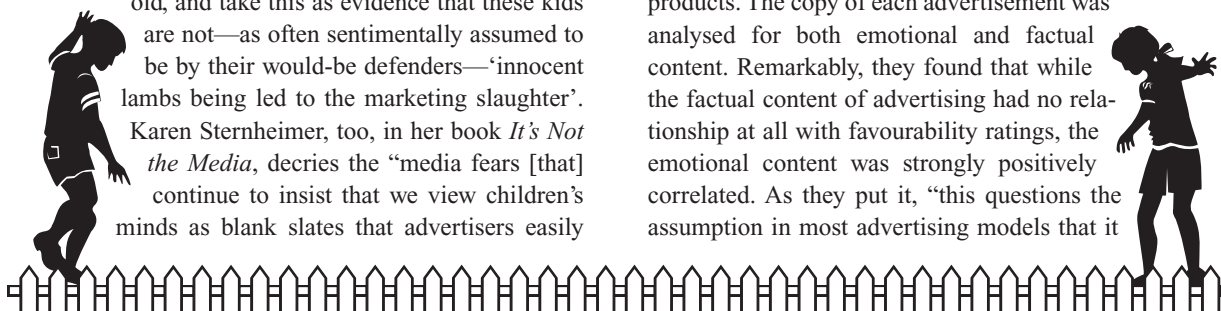 old, and take this as evidence that these kids
are not—as often sentimentally assumed to
be by their would-be defenders—‘innocent
lambs being led to the marketing slaughter’.
Karen Sternheimer, too, in her book It’s Not
the Media, decries the “media fears [that]
continue to insist that we view children’s
minds as blank slates that advertisers easily
products. The copy of each advertisement was
analysed for both emotional and factual
content. Remarkably, they found that while
the factual content of advertising had no rela-
tionship at all with favourability ratings, the
emotional content was strongly positively
correlated. As they put it, “this questions the
assumption in most advertising models that it